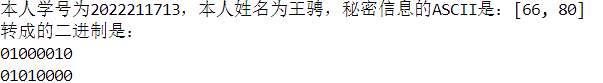 本人学号为2022211713，本人姓名为王骋，秘密信息的ASCII是：[66, 80]
转成的二进制是：
01000010
01010000